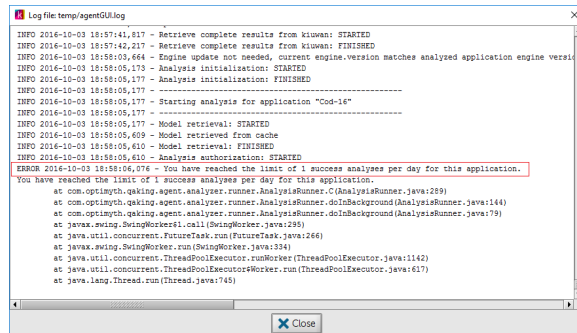 Log file: temp/agentGUI.log
INFO 2016-10-03 18:57:41,817 - Retrieve complete results from kiuwan: STARTED
INFO 2016-10-03 18:57:42,217 - Retrieve complete results from kiuwan: FINISHED
INFO 2016-10-03 18:58:03,664 - Engine update not needed, current engine.version matches analyzed application engine versio
INFO 2016-10-03 18:58:05,173 - Analysis initialization: STARTED
INFO 2016-10-03 18:58:05,177 - Analysis initialization: FINISHED
INFO 2016-10-03 18:58:05,177 - --------------------------------------------------
INFO 2016-10-03 18:58:05,177 - Starting analysis for application "Cod-16"
INFO 2016-10-03 18:58:05,177 - --------------------------------------------------
INFO 2016-10-03 18:58:05,177 - Model retrieval: STARTED
INFO 2016-10-03 18:58:05,609 - Model retrieved from cache
INFO 2016-10-03 18:58:05,610 - Model retrieval: FINISHED
INFO 2016-10-03 18:58:05,610 - Analysis authorization: STARTED
ERROR 2016-10-03 18:58:06,076 - You have reached the limit of 1 success analyses per day for this application.
You have reached the limit of 1 success analyses per day for this application.
at com.optimyth.qaking.agent.analyzer.runner.AnalysisRunner.C(AnalysisRunner.java:289)
at com.optimyth.qaking.agent.analyzer.runner.AnalysisRunner.doInBackground(AnalysisRunner.java:144)
at com.optimyth.qaking.agent.analyzer.runner.AnalysisRunner.doInBackground(AnalysisRunner.java:79)
at javax.swing.SwingWorker$1.call(SwingWorker.java:295)
at java.util.concurrent.FutureTask.run(FutureTask.java:266)
at javax.swing.SwingWorker.run(SwingWorker.java:334)
at java.util.concurrent.ThreadPoolExecutor.runWorker(ThreadPoolExecutor.java:1142)
at java.util.concurrent.ThreadPoolExecutor$Worker.run(ThreadPoolExecutor.java:617)
at java.lang.Thread.run(Thread.java:745)
Close